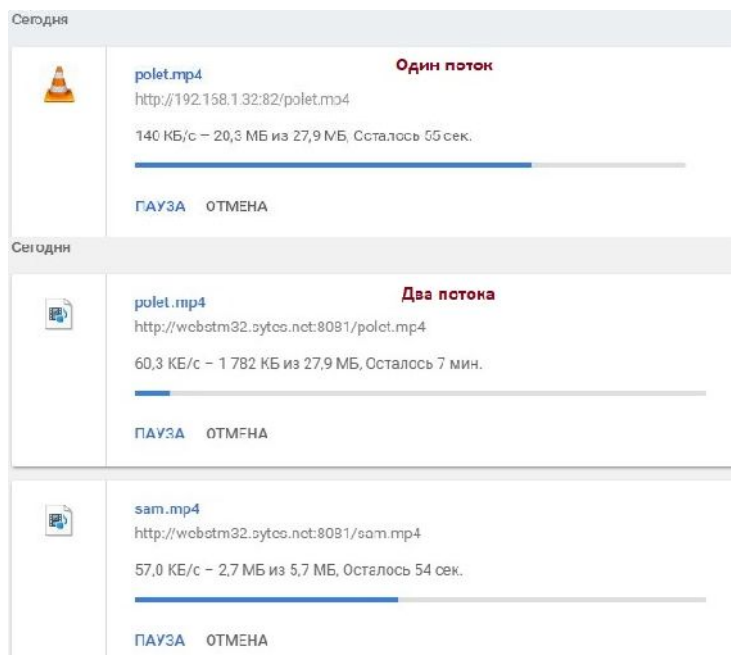 Сегодня
polet.mp4
Один поток
http://192.168.1.32:82/polet.mp4
140 КБ/с – 20,3 МБ из 27,9 МБ, Осталось 55 сек.
ПАУЗА ОТМЕНА
Сегодня
polet.mp4
Два потока
http://webstm32.sytes.net:8081/polet.mp4
60,3 КБ/с – 1 782 КБ из 27,9 МБ, Осталось 7 мин.
ПАУЗА ОТМЕНА
sam.mp4
http://webstm32.sytes.net:8081/sam.mp4
57,0 КБ/с – 2,7 МБ из 5,7 МБ, Осталось 54 сек.
ПАУЗА ОТМЕНА